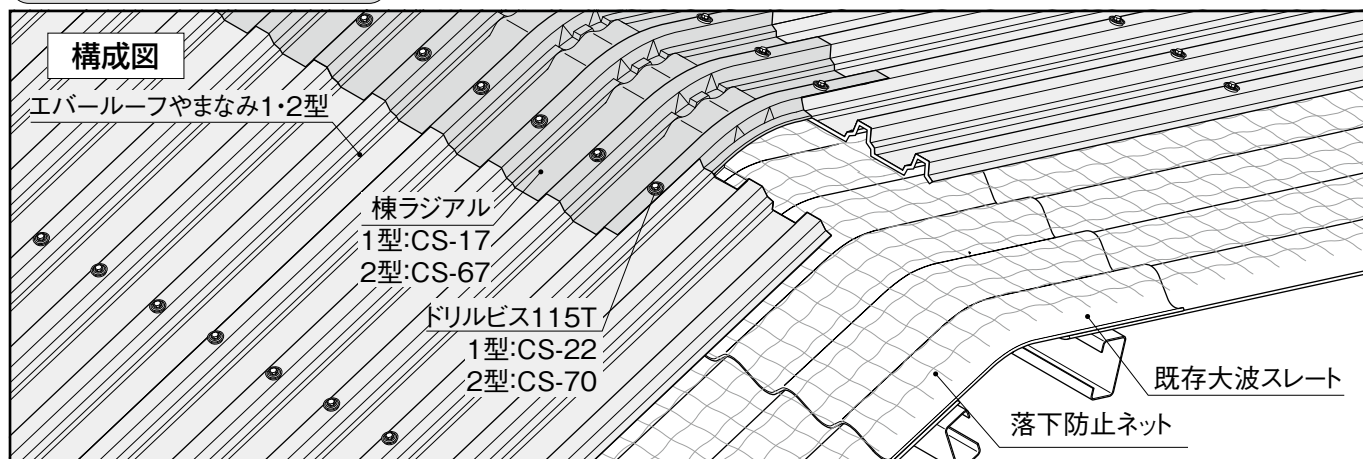 構成図
エバールーフやまなみ1・2型
棟ラジアル
1型:CS-17
2型:CS-67
ドリルビス115T
1型:CS-22
2型:CS-70
既存大波スレート
落下防止ネット